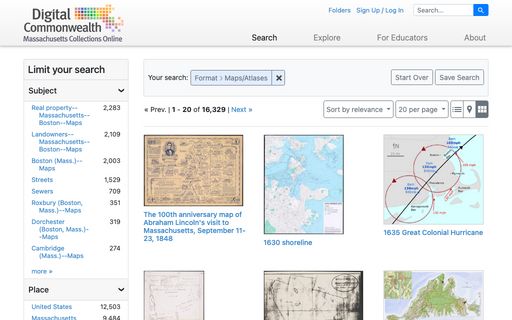 Digital
Commonwealth
Massachusetts Collections Online
Folders Sign Up / Log In
Search...
Search Explore For Educators About
Limit your search
Subject
Real property--
Massachusetts--
Boston--Maps 2,283
Landowners--
Massachusetts--
Boston--Maps 2,109
Boston (Mass.)--
Maps 2,003
Streets 1,529
Sewers 709
Roxbury (Boston,
Mass.)--Maps 351
Dorchester
(Boston, Mass.)-
-Maps 319
Cambridge
(Mass.)--Maps 274
more »
Place
United States 12,503
Massachusetts 9,484
Your search: Format > Maps/Atlases ×
Start Over Save Search
« Prev. | 1 - 20 of 16,329 | Next »
Sort by relevance 20 per page
The 100th anniversary map of
Abraham Lincoln's visit to
Massachusetts, September 11-
23, 1848
1630 shoreline
1635 Great Colonial Hurricane